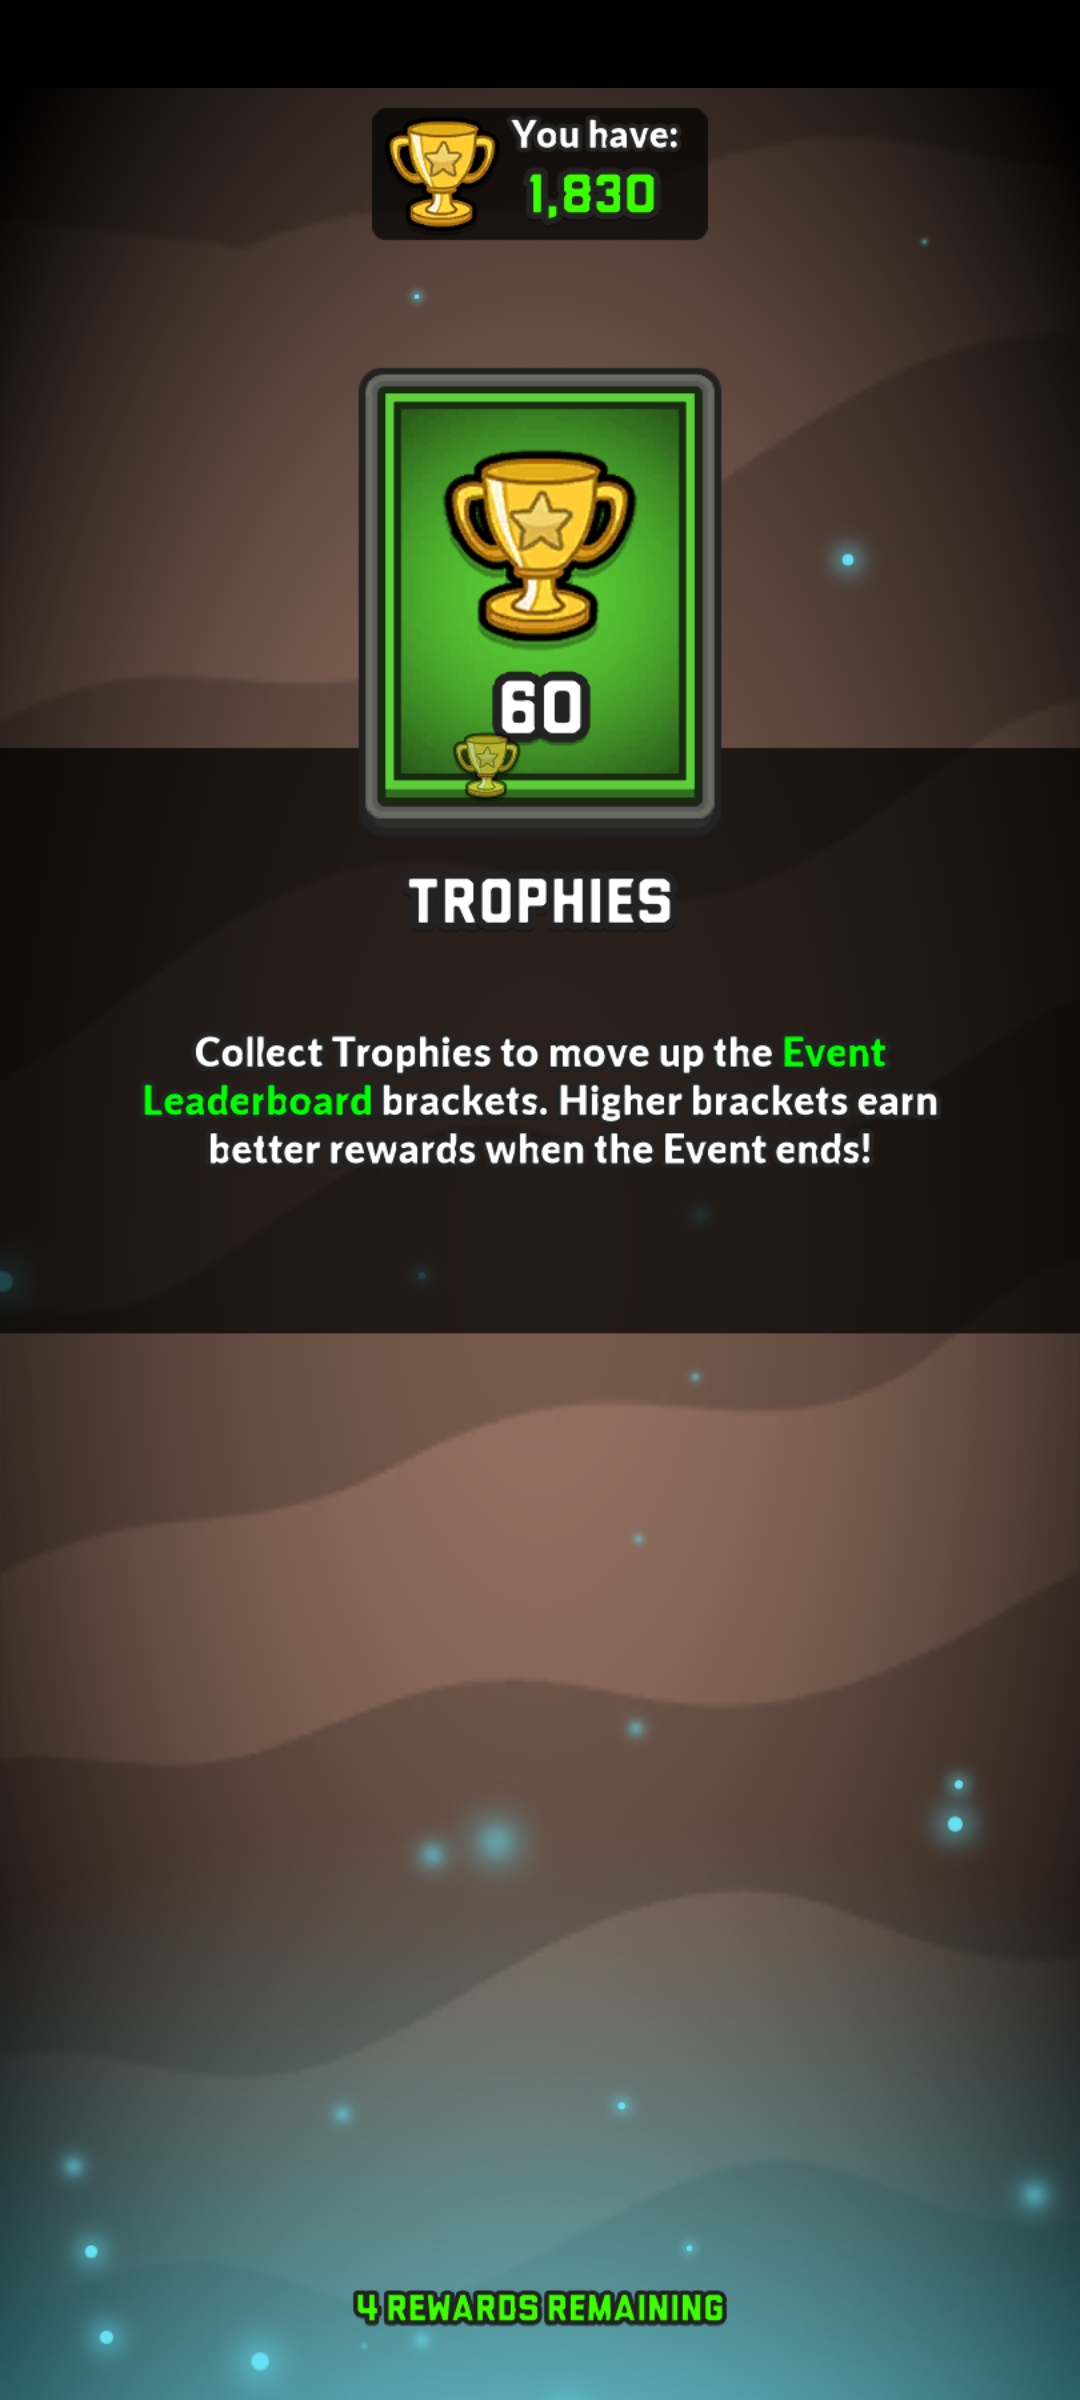 You have:
1,830
60
TROPHIES
Collect Trophies to move up the Event
Leaderboard brackets. Higher brackets earn
better rewards when the Event ends!
4 REWARDS REMAINING